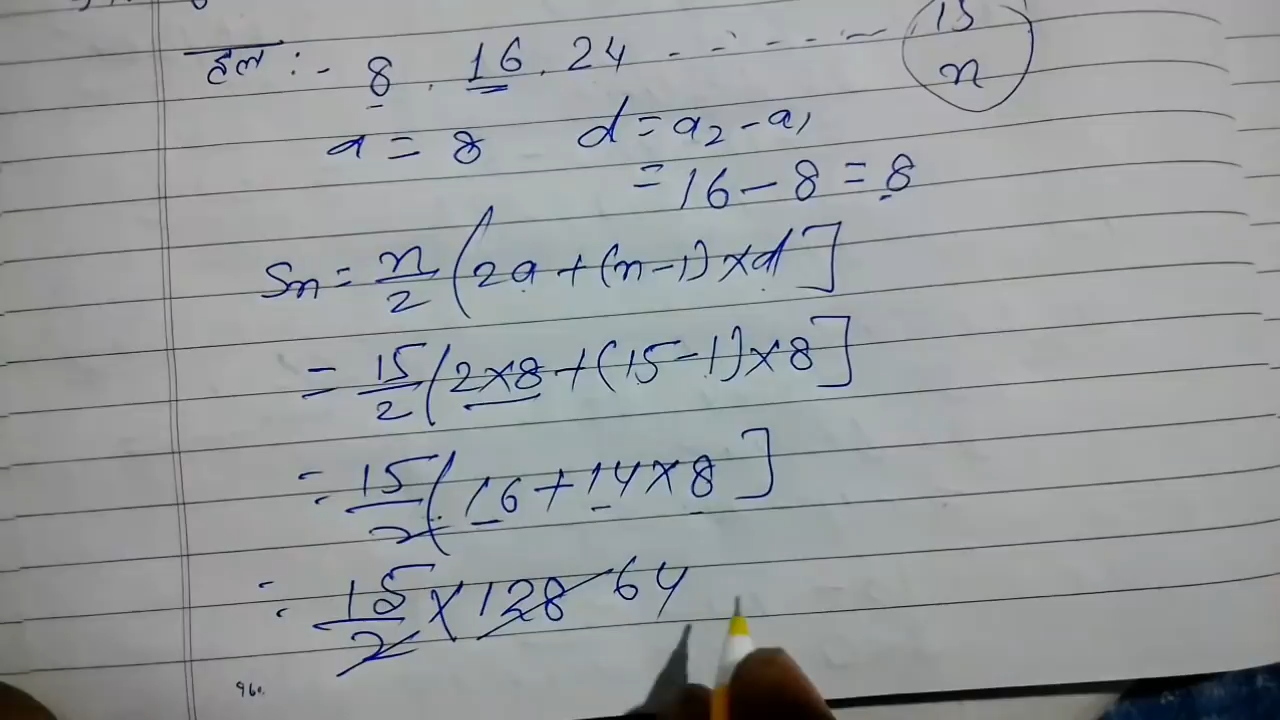 हल :- 8, 16, 24 - - - - - - 15
n
a = 8 d = a₂ - a₁
= 16 - 8 = 8
Sn = n/2 (2a + (n-1) × d]
= 15/2 (2×8 + (15-1) × 8]
= 15/2 (16 + 14 × 8]
= 15/2 × 128 64
960